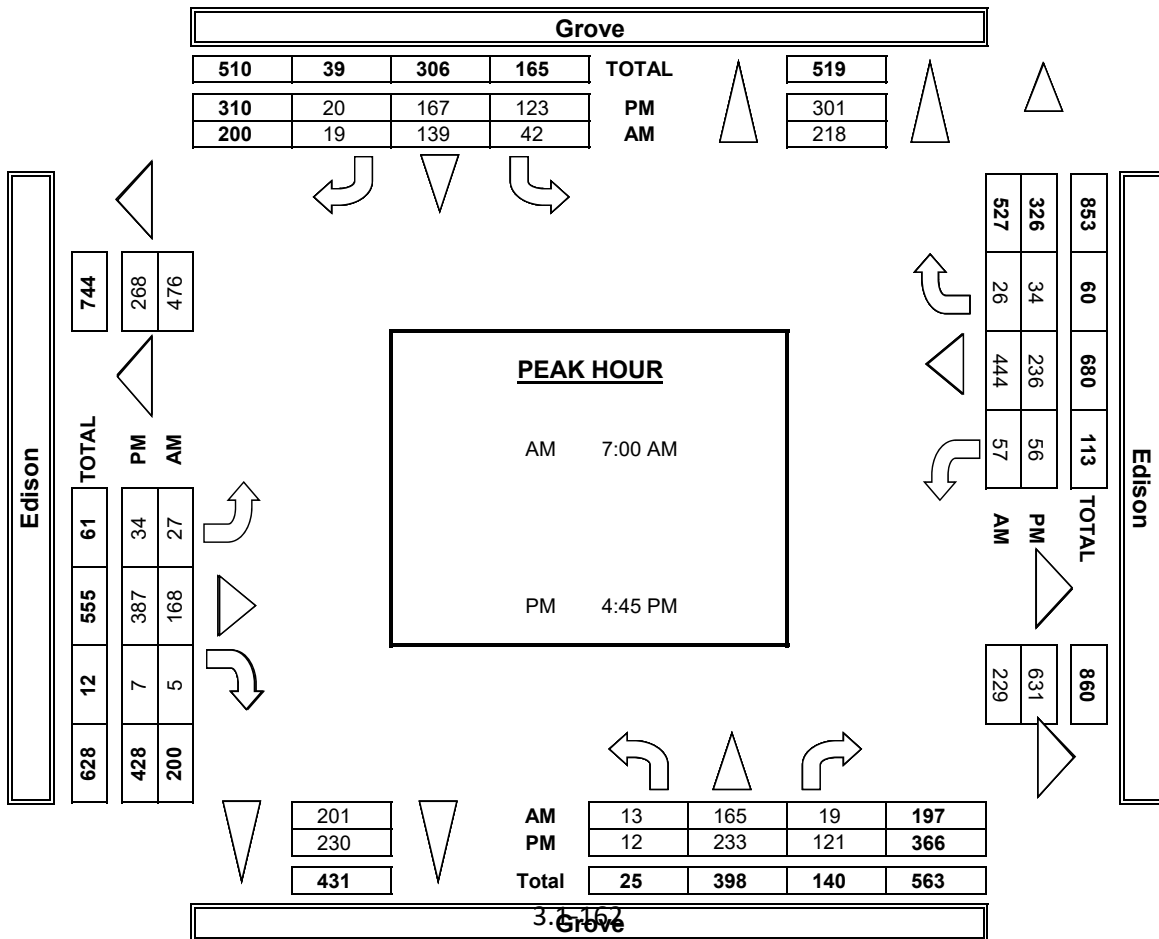 Grove
510 39 306 165 TOTAL 519
310 20 167 123 PM 301
200 19 139 42 AM 218
Edison
744
268
476
TOTAL
PM
AM
61 34 27
555 387 168
12 7 5
628 428 200
PEAK HOUR
AM 7:00 AM
PM 4:45 PM
527 326 853
26 34 60
444 236 680
57 56 113
AM PM TOTAL
229 631 860
Edison
201 AM 13 165 19 197
230 PM 12 233 121 366
431 Total 25 398 140 563
3.1-162
Grove